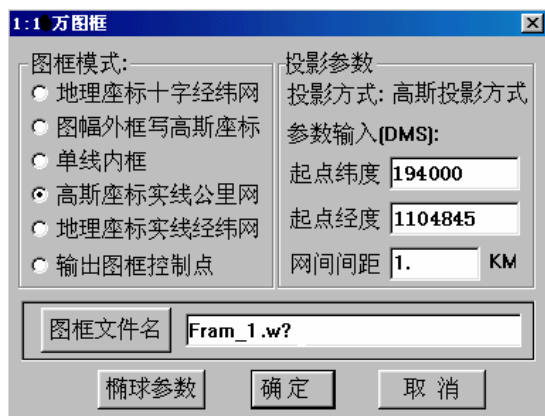 1:1 万图框
图框模式:
地理座标十字经纬网
图幅外框写高斯座标
单线内框
高斯座标实线公里网
地理座标实线经纬网
输出图框控制点
投影参数
投影方式: 高斯投影方式
参数输入(DMS):
起点纬度 194000
起点经度 1104845
网间间距 1. KM
图框文件名 Fram_1.w?
椭球参数 确 定 取 消